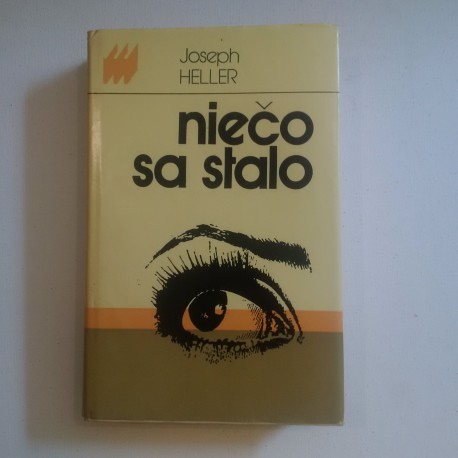 Joseph
HELLER
niečo
sa stalo